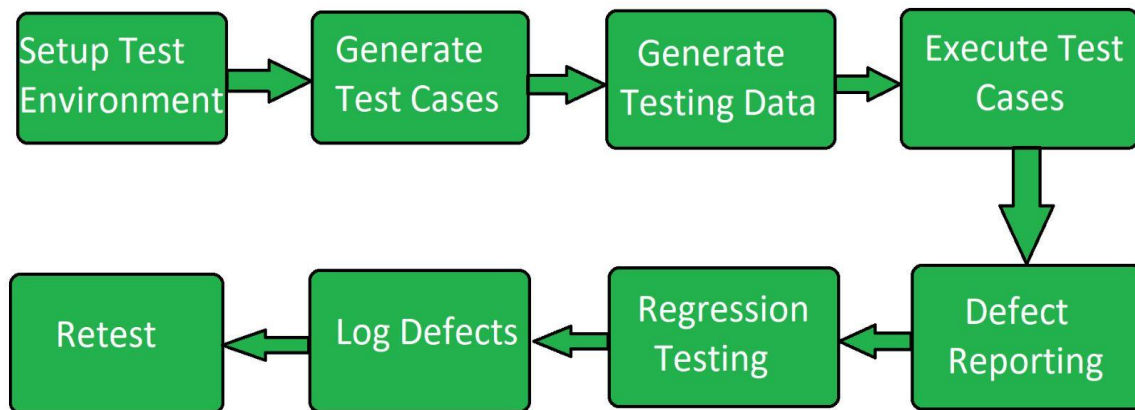 Setup Test
Environment
Generate
Test Cases
Generate
Testing Data
Execute Test
Cases
Defect
Reporting
Regression
Testing
Log Defects
Retest